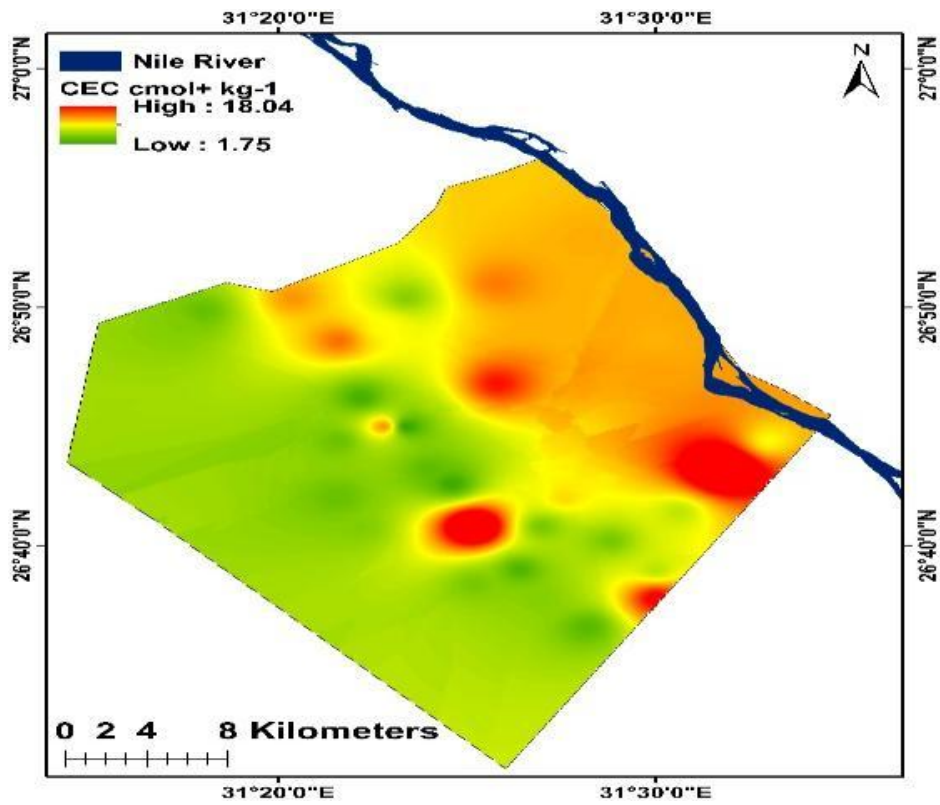 31°20'0"E 31°30'0"E
27°0'0"N 27°0'0"N
Nile River
N
CEC cmol+ kg-1
High : 18.04
Low : 1.75
26°50'0"N 26°50'0"N
26°40'0"N 26°40'0"N
0 2 4 8 Kilometers
31°20'0"E 31°30'0"E